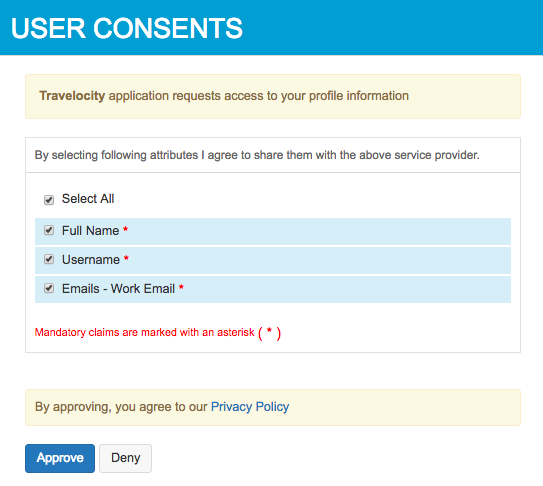 USER CONSENTS
Travelocity application requests access to your profile information
By selecting following attributes I agree to share them with the above service provider.
Select All
Full Name *
Username *
Emails - Work Email *
Mandatory claims are marked with an asterisk ( * )
By approving, you agree to our Privacy Policy
Approve Deny